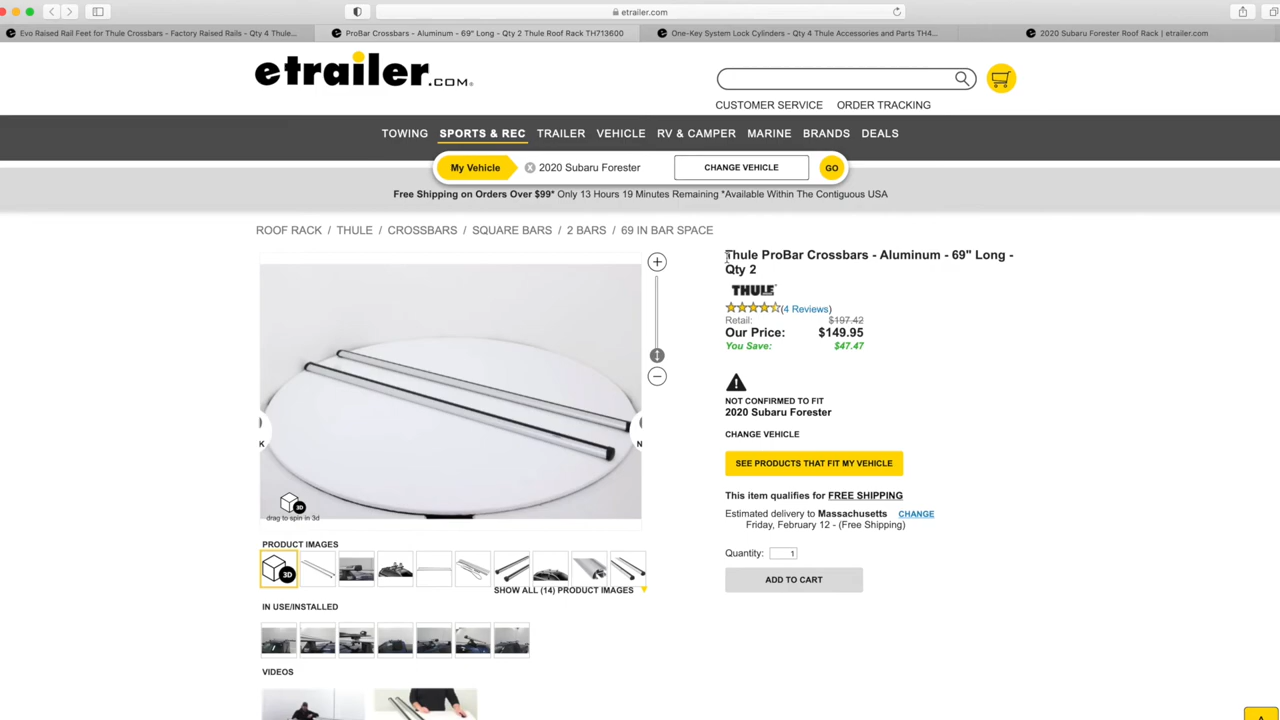 etrailer.com
Evo Raised Rail Feet for Thule Crossbars - Factory Raised Rails - Qty 4 Thule...
ProBar Crossbars - Aluminum - 69" Long - Qty 2 Thule Roof Rack TH713600
One-Key System Lock Cylinders - Qty 4 Thule Accessories and Parts TH4...
2020 Subaru Forester Roof Rack | etrailer.com
etrailer.COM
CUSTOMER SERVICE
ORDER TRACKING
TOWING
SPORTS & REC
TRAILER
VEHICLE
RV & CAMPER
MARINE
BRANDS
DEALS
My Vehicle
2020 Subaru Forester
CHANGE VEHICLE
GO
Free Shipping on Orders Over $99* Only 13 Hours 19 Minutes Remaining *Available Within The Contiguous USA
ROOF RACK / THULE / CROSSBARS / SQUARE BARS / 2 BARS / 69 IN BAR SPACE
Thule ProBar Crossbars - Aluminum - 69" Long -
Qty 2
THULE
(4 Reviews)
Retail: $197.42
Our Price: $149.95
You Save: $47.47
NOT CONFIRMED TO FIT
2020 Subaru Forester
CHANGE VEHICLE
SEE PRODUCTS THAT FIT MY VEHICLE
This item qualifies for FREE SHIPPING
Estimated delivery to Massachusetts CHANGE
Friday, February 12 - (Free Shipping)
Quantity: 1
ADD TO CART
K
N
3D
drag to spin in 3d
PRODUCT IMAGES
3D
SHOW ALL (14) PRODUCT IMAGES
IN USE/INSTALLED
VIDEOS